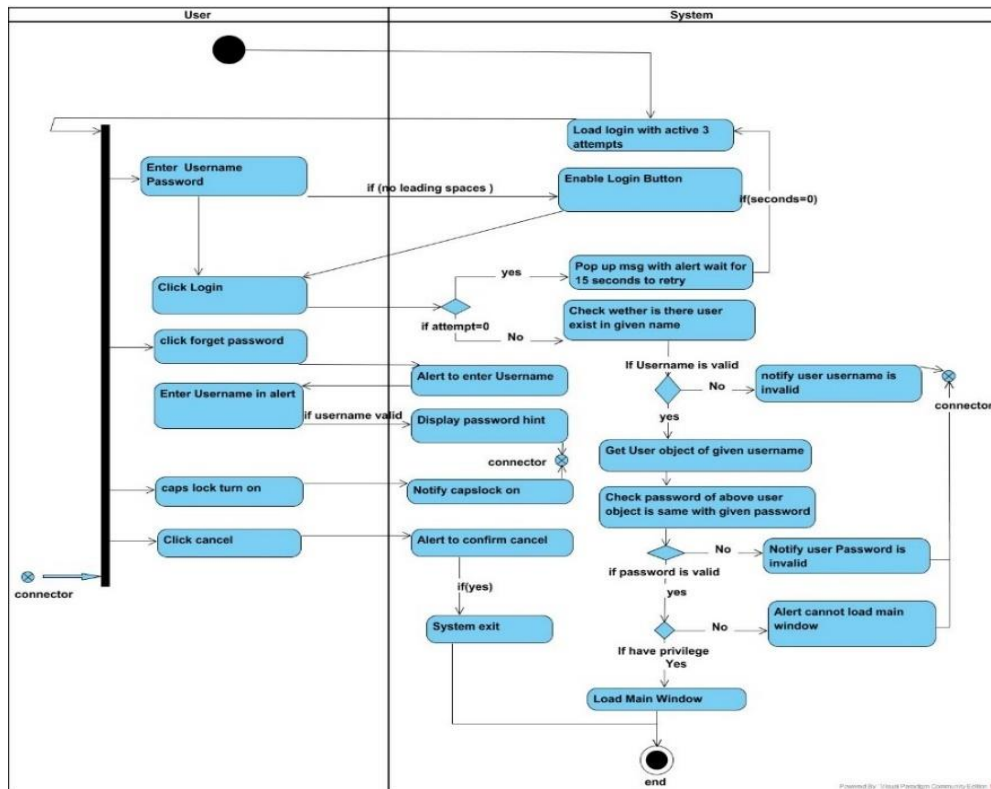 User
System
Load login with active 3
attempts
Enter Username
Password
if (no leading spaces )
Enable Login Button
if(seconds=0)
Click Login
yes
Pop up msg with alert wait for
15 seconds to retry
if attempt=0
No
Check wether is there user
exist in given name
click forget password
If Username is valid
Alert to enter Username
No
notify user username is
invalid
Enter Username in alert
if username valid
connector
Display password hint
yes
Get User object of given username
connector
caps lock turn on
Notify capslock on
Check password of above user
object is same with given password
Click cancel
Alert to confirm cancel
No
Notify user Password is
invalid
if password is valid
connector
if(yes)
yes
Alert cannot load main
window
System exit
No
If have privilege
Yes
Load Main Window
end
Powered By Visual Paradigm Community Edition